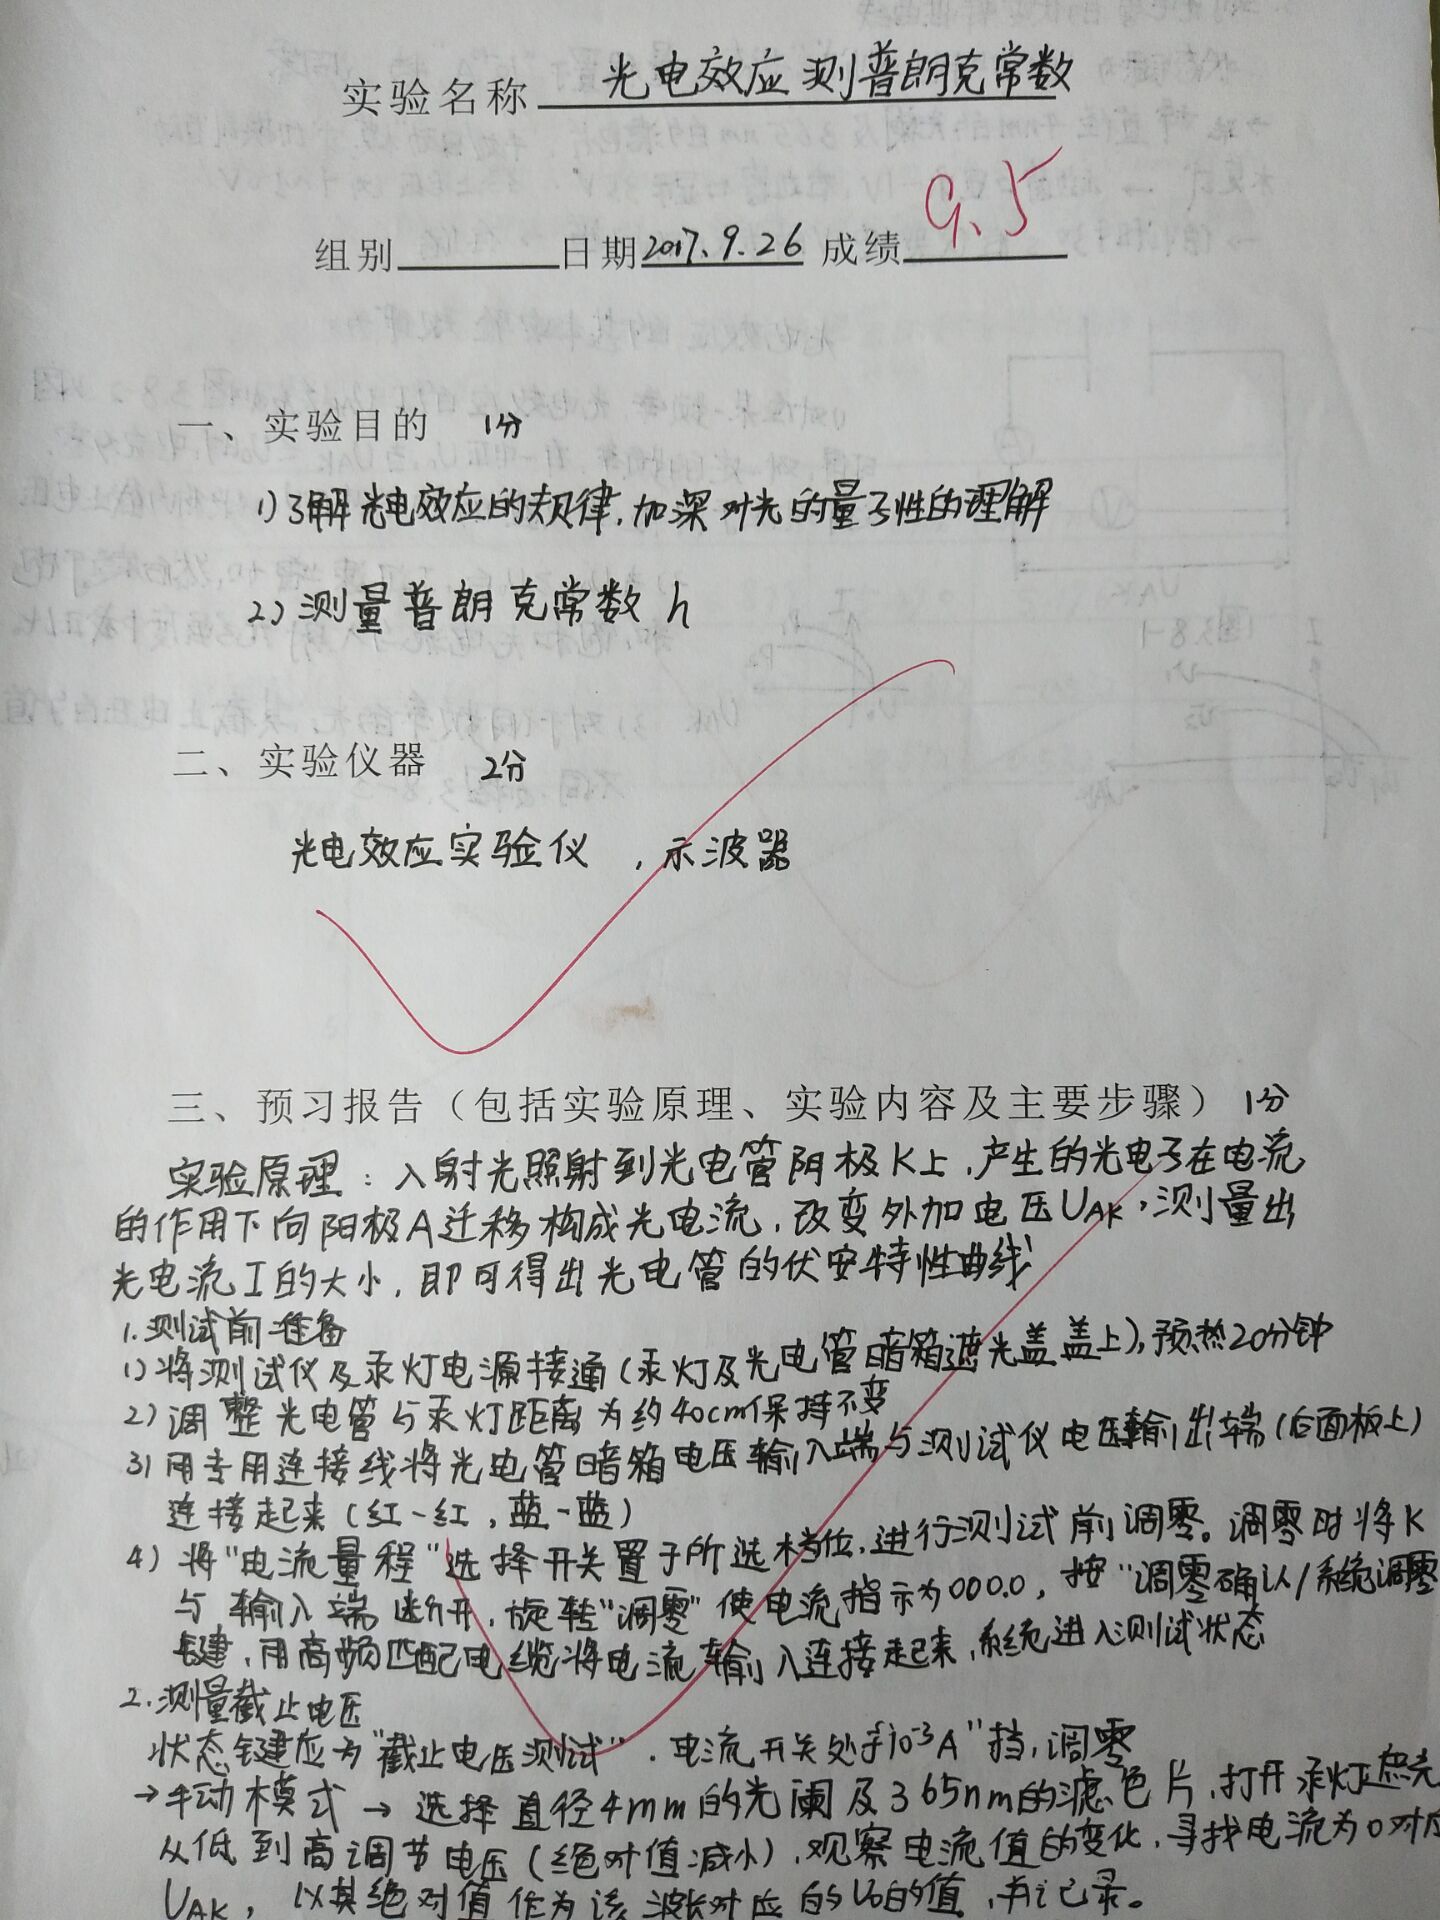 实验名称 光电效应测普朗克常数
组别 日期 2017.9.26 成绩 9.5
一、实验目的 1分
1)了解光电效应的规律,加深对光的量子性的理解
2)测量普朗克常数 h
二、实验仪器 2分
光电效应实验仪 ,示波器
三、预习报告(包括实验原理、实验内容及主要步骤) 1分
实验原理:入射光照射到光电管阴极K上,产生的光电子在电流
的作用下向阳极A迁移构成光电流,改变外加电压UAK,测量出
光电流I的大小,即可得出光电管的伏安特性曲线
1.测试前准备
1)将测试仪及汞灯电源接通(汞灯及光电管暗箱遮光盖盖上),预热20分钟
2)调整光电管与汞灯距离为约40cm保持不变
3)用专用连接线将光电管暗箱电压输入端与测试仪电压输出端(后面板上)
连接起来(红-红,蓝-蓝)
4)将"电流量程"选择开关置于所选档位,进行测试前调零。调零时将K
与输入端断开,旋转"调零"使电流指示为000.0,按"调零确认/系统调零
键,用高频匹配电缆将电流输入连接起来,系统进入测试状态
2.测量截止电压
状态键应为"截止电压测试",电流开关处于"10-3A"挡,调零
→手动模式→选择直径4mm的光阑及365nm的滤色片,打开汞灯遮光
从低到高调节电压(绝对值减小),观察电流值的变化,寻找电流为0对应
UAK,以其绝对值作为该波长对应的U0的值,并记录。